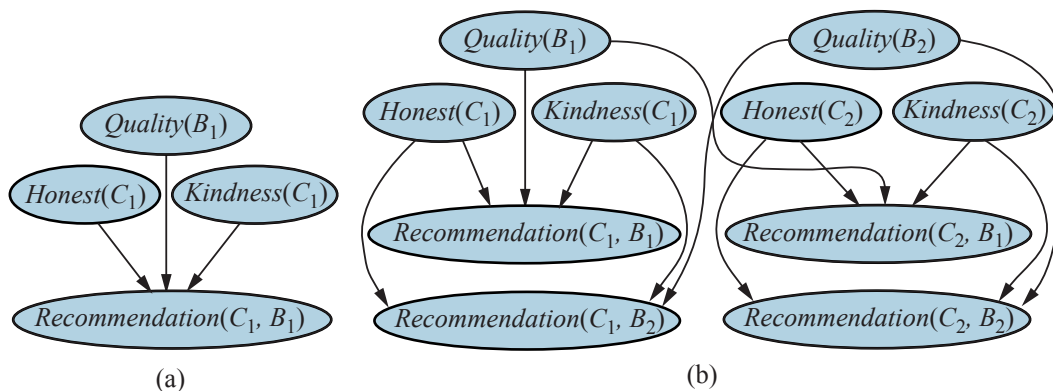 Quality(B₁)
Honest(C₁)
Kindness(C₁)
Recommendation(C₁, B₁)
(a)
Quality(B₁)
Quality(B₂)
Honest(C₁)
Kindness(C₁)
Honest(C₂)
Kindness(C₂)
Recommendation(C₁, B₁)
Recommendation(C₂, B₁)
Recommendation(C₁, B₂)
Recommendation(C₂, B₂)
(b)